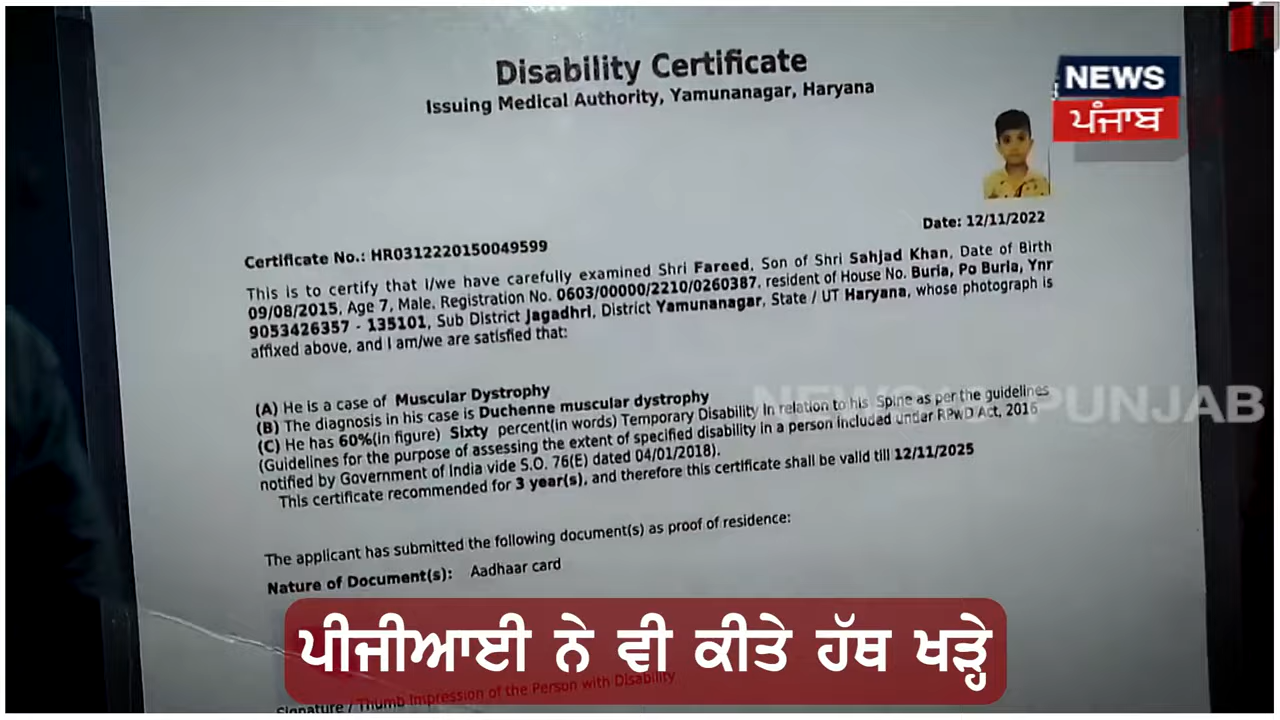 Disability Certificate
Issuing Medical Authority, Yamunanagar, Haryana
NEWS
ਪੰਜਾਬ
Date: 12/11/2022
Certificate No.: HR0312220150049599
This is to certify that I/we have carefully examined Shri Fareed, Son of Shri Sahjad Khan, Date of Birth
09/08/2015, Age 7, Male, Registration No. 0603/00000/2210/0260387, resident of House No. Buria, Po Buria, Ynr
9053426357 - 135101, Sub District Jagadhri, District Yamunanagar, State / UT Haryana, whose photograph is
affixed above, and I am/we are satisfied that:
(A) He is a case of Muscular Dystrophy
(B) The diagnosis in his case is Duchenne muscular dystrophy
(C) He has 60%(in figure) Sixty percent(in words) Temporary Disability in relation to his Spine as per the guidelines
(Guidelines for the purpose of assessing the extent of specified disability in a person included under RPwD Act, 2016
notified by Government of India vide S.O. 76(E) dated 04/01/2018).
This certificate recommended for 3 year(s), and therefore this certificate shall be valid till 12/11/2025
NEWS18 PUNJAB
The applicant has submitted the following document(s) as proof of residence:
Nature of Document(s): Aadhaar card
ਪੀਜੀਆਈ ਨੇ ਵੀ ਕੀਤੇ ਹੱਥ ਖੜ੍ਹੇ
Signature / Thumb Impression of the Person with Disability